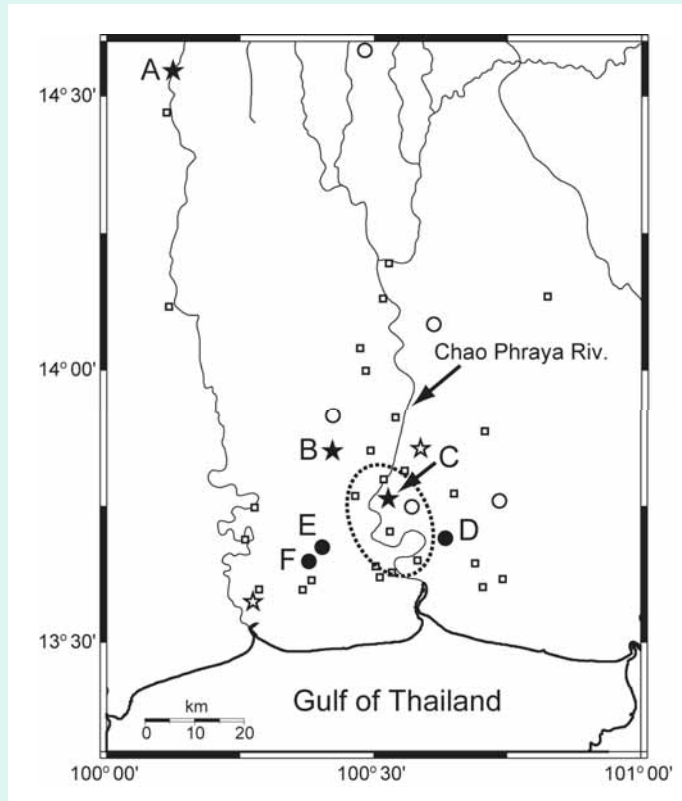 A
14° 30'
14° 00'
Chao Phraya Riv.
B
C
E
D
F
13° 30'
km
0 10 20
Gulf of Thailand
100° 00'
100° 30'
101° 00'